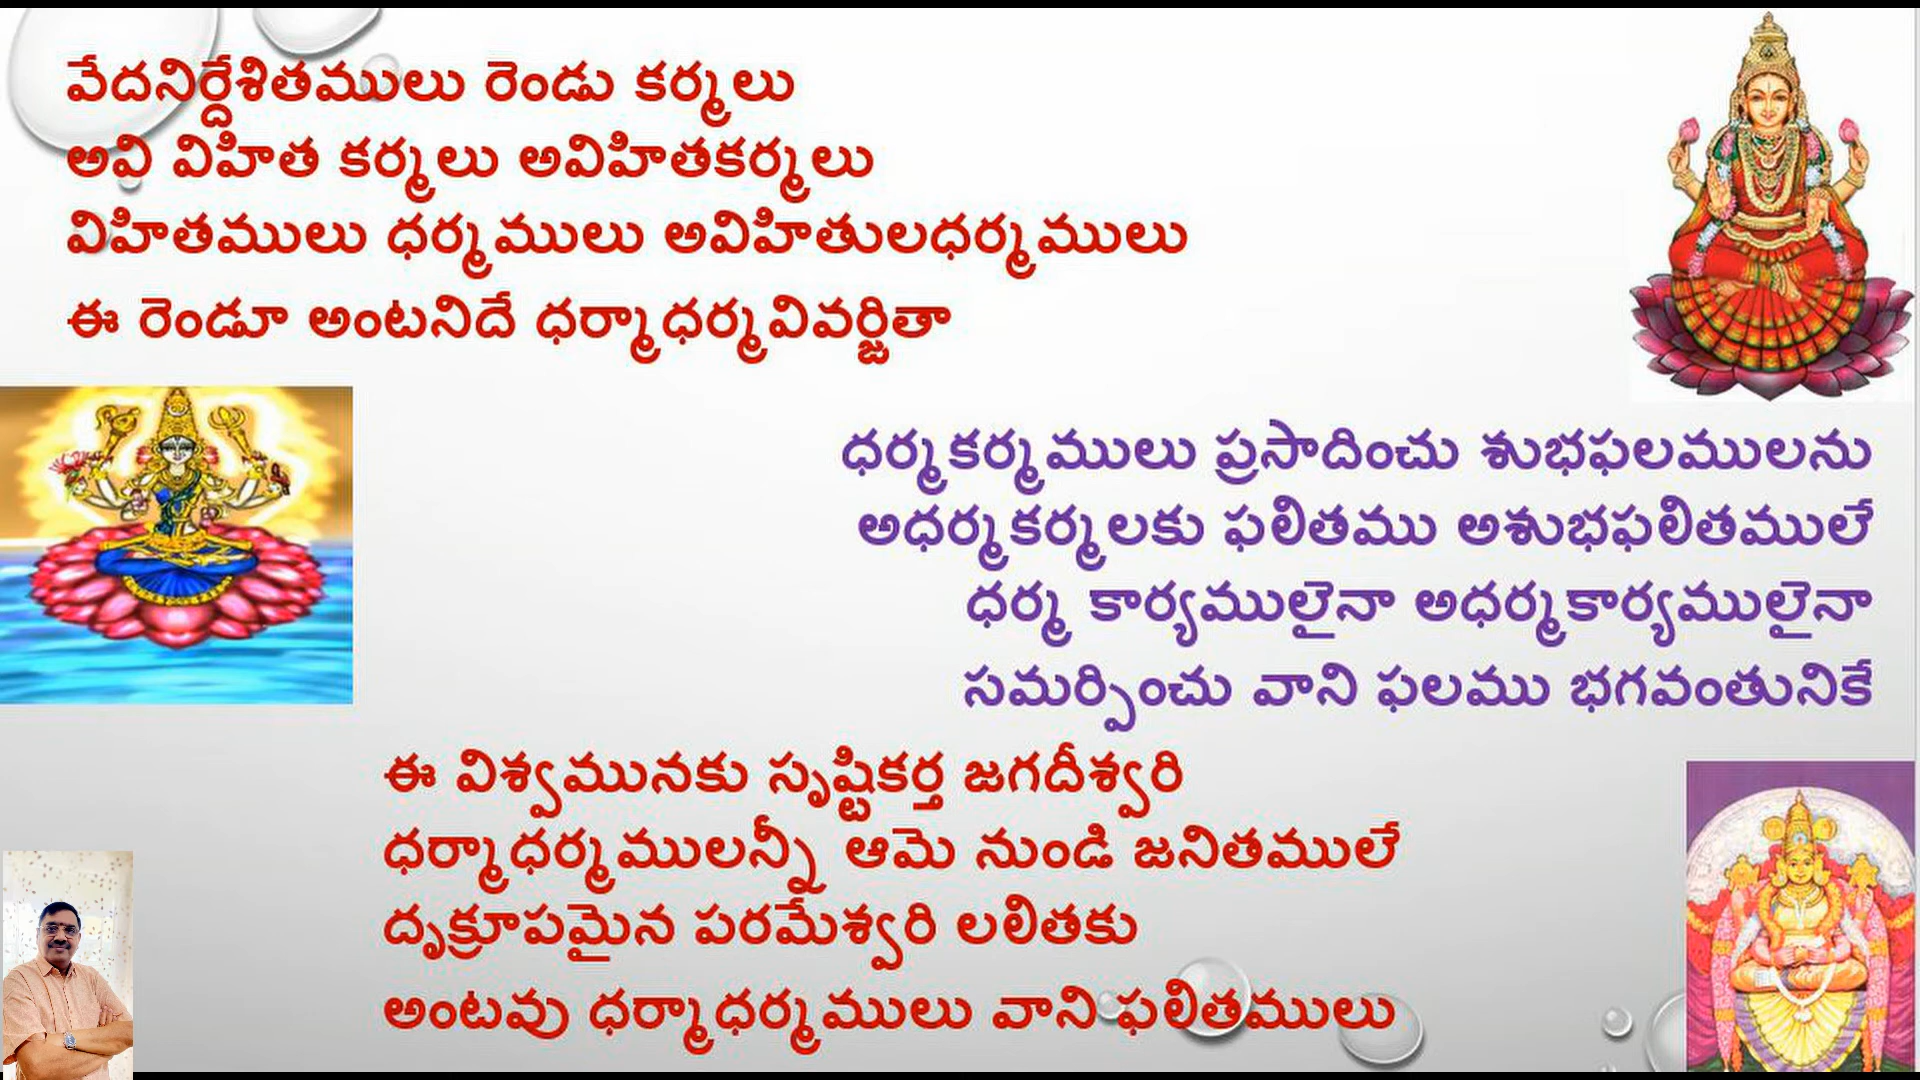 వేదనిర్దేశితములు రెండు కర్మలు
అవి విహిత కర్మలు అవిహితకర్మలు
విహితములు ధర్మములు అవిహితులధర్మములు
ఈ రెండూ అంటనిదే ధర్మాధర్మవివర్జితా
ధర్మకర్మములు ప్రసాదించు శుభఫలములను
అధర్మకర్మలకు ఫలితము అశుభఫలితములే
ధర్మ కార్యములైనా అధర్మకార్యములైనా
సమర్పించు వాని ఫలము భగవంతునికే
ఈ విశ్వమునకు సృష్టికర్త జగదీశ్వరి
ధర్మాధర్మములన్నీ ఆమె నుండి జనితములే
దృక్రూపమైన పరమేశ్వరి లలితకు
అంటవు ధర్మాధర్మములు వాని ఫలితములు